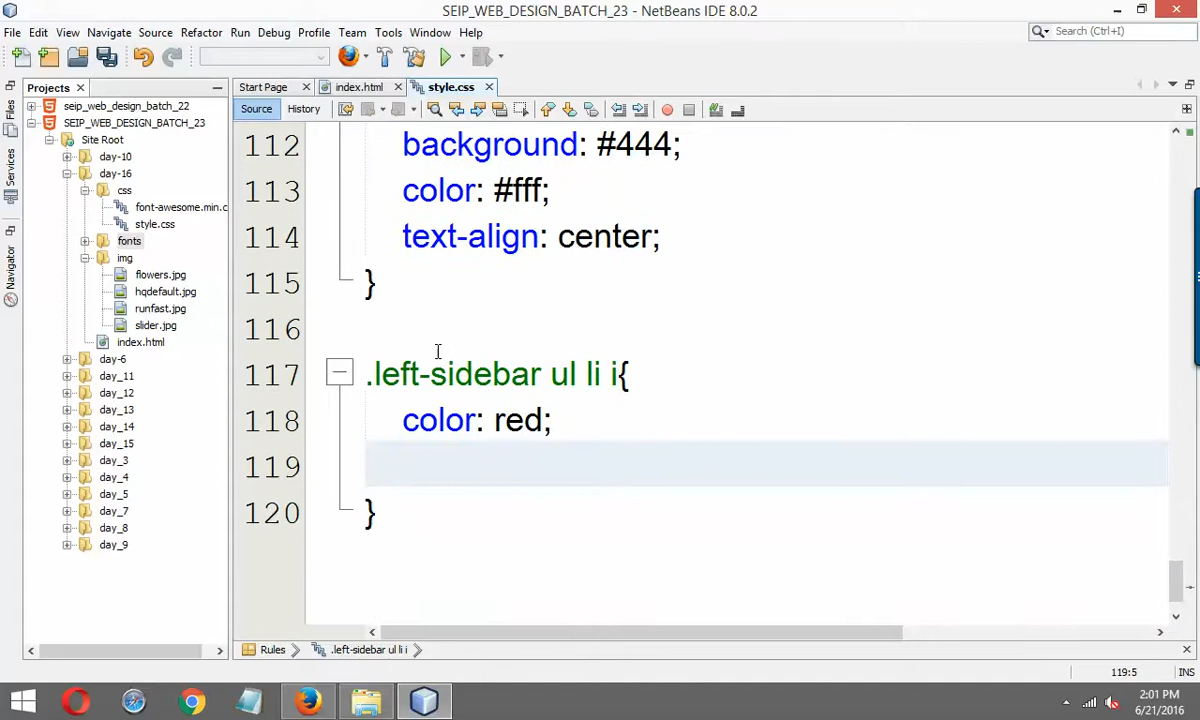 SEIP_WEB_DESIGN_BATCH_23 - NetBeans IDE 8.0.2
File Edit View Navigate Source Refactor Run Debug Profile Team Tools Window Help
Search (Ctrl+I)
Projects
Start Page
index.html
style.css
Files
Services
Navigator
seip_web_design_batch_22
SEIP_WEB_DESIGN_BATCH_23
Site Root
day-10
day-16
css
font-awesome.min.c
style.css
fonts
img
flowers.jpg
hqdefault.jpg
runfast.jpg
slider.jpg
index.html
day-6
day_11
day_12
day_13
day_14
day_15
day_3
day_4
day_5
day_7
day_8
day_9
Source History
112 background: #444;
113 color: #fff;
114 text-align: center;
115 }
116
117 .left-sidebar ul li i{
118 color: red;
119
120 }
Rules .left-sidebar ul li i
119:5 INS
2:01 PM
6/21/2016